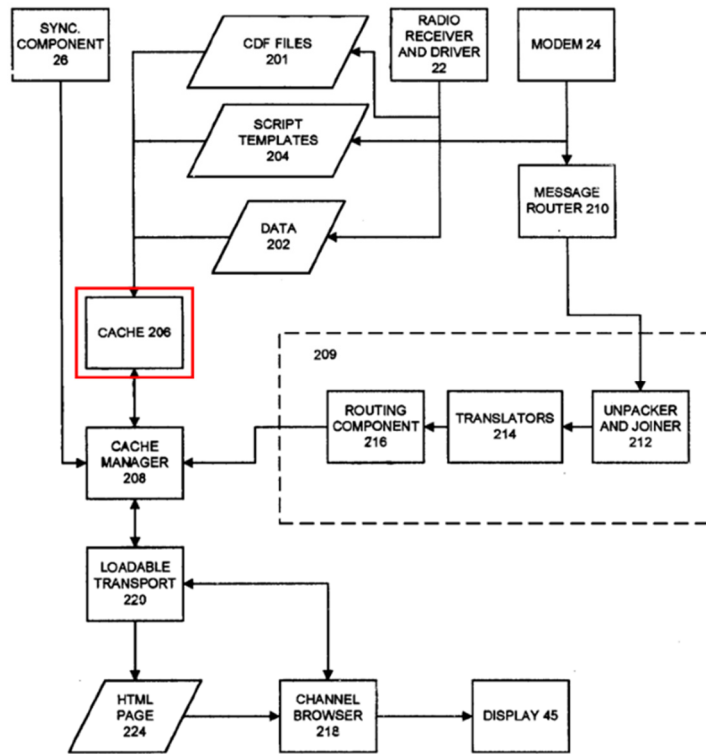 SYNC.
COMPONENT
26
CDF FILES
201
RADIO
RECEIVER
AND DRIVER
22
MODEM 24
SCRIPT
TEMPLATES
204
MESSAGE
ROUTER 210
DATA
202
CACHE 206
209
ROUTING
COMPONENT
216
TRANSLATORS
214
UNPACKER
AND JOINER
212
CACHE
MANAGER
208
LOADABLE
TRANSPORT
220
HTML
PAGE
224
CHANNEL
BROWSER
218
DISPLAY 45